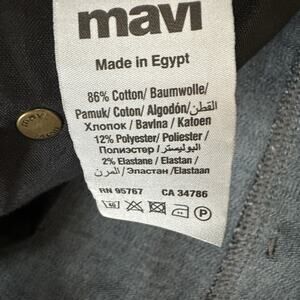 mavi
Made in Egypt
86% Cotton/ Baumwolle/
Pamuk/ Coton/ Algodón/ القطن/
Хлопок / Bavlna / Katoen
12% Polyester/ Poliester /
Полиэстер / البوليستر/
2% Elastane / Elastan /
المرن/ Эластан /Elastaan
RN 95767 CA 34786
P